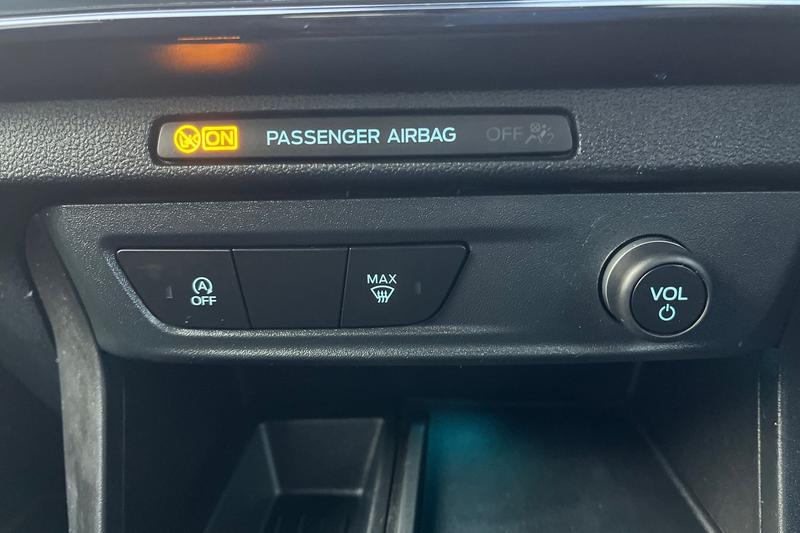 ON PASSENGER AIRBAG OFF
A
OFF
MAX
VOL